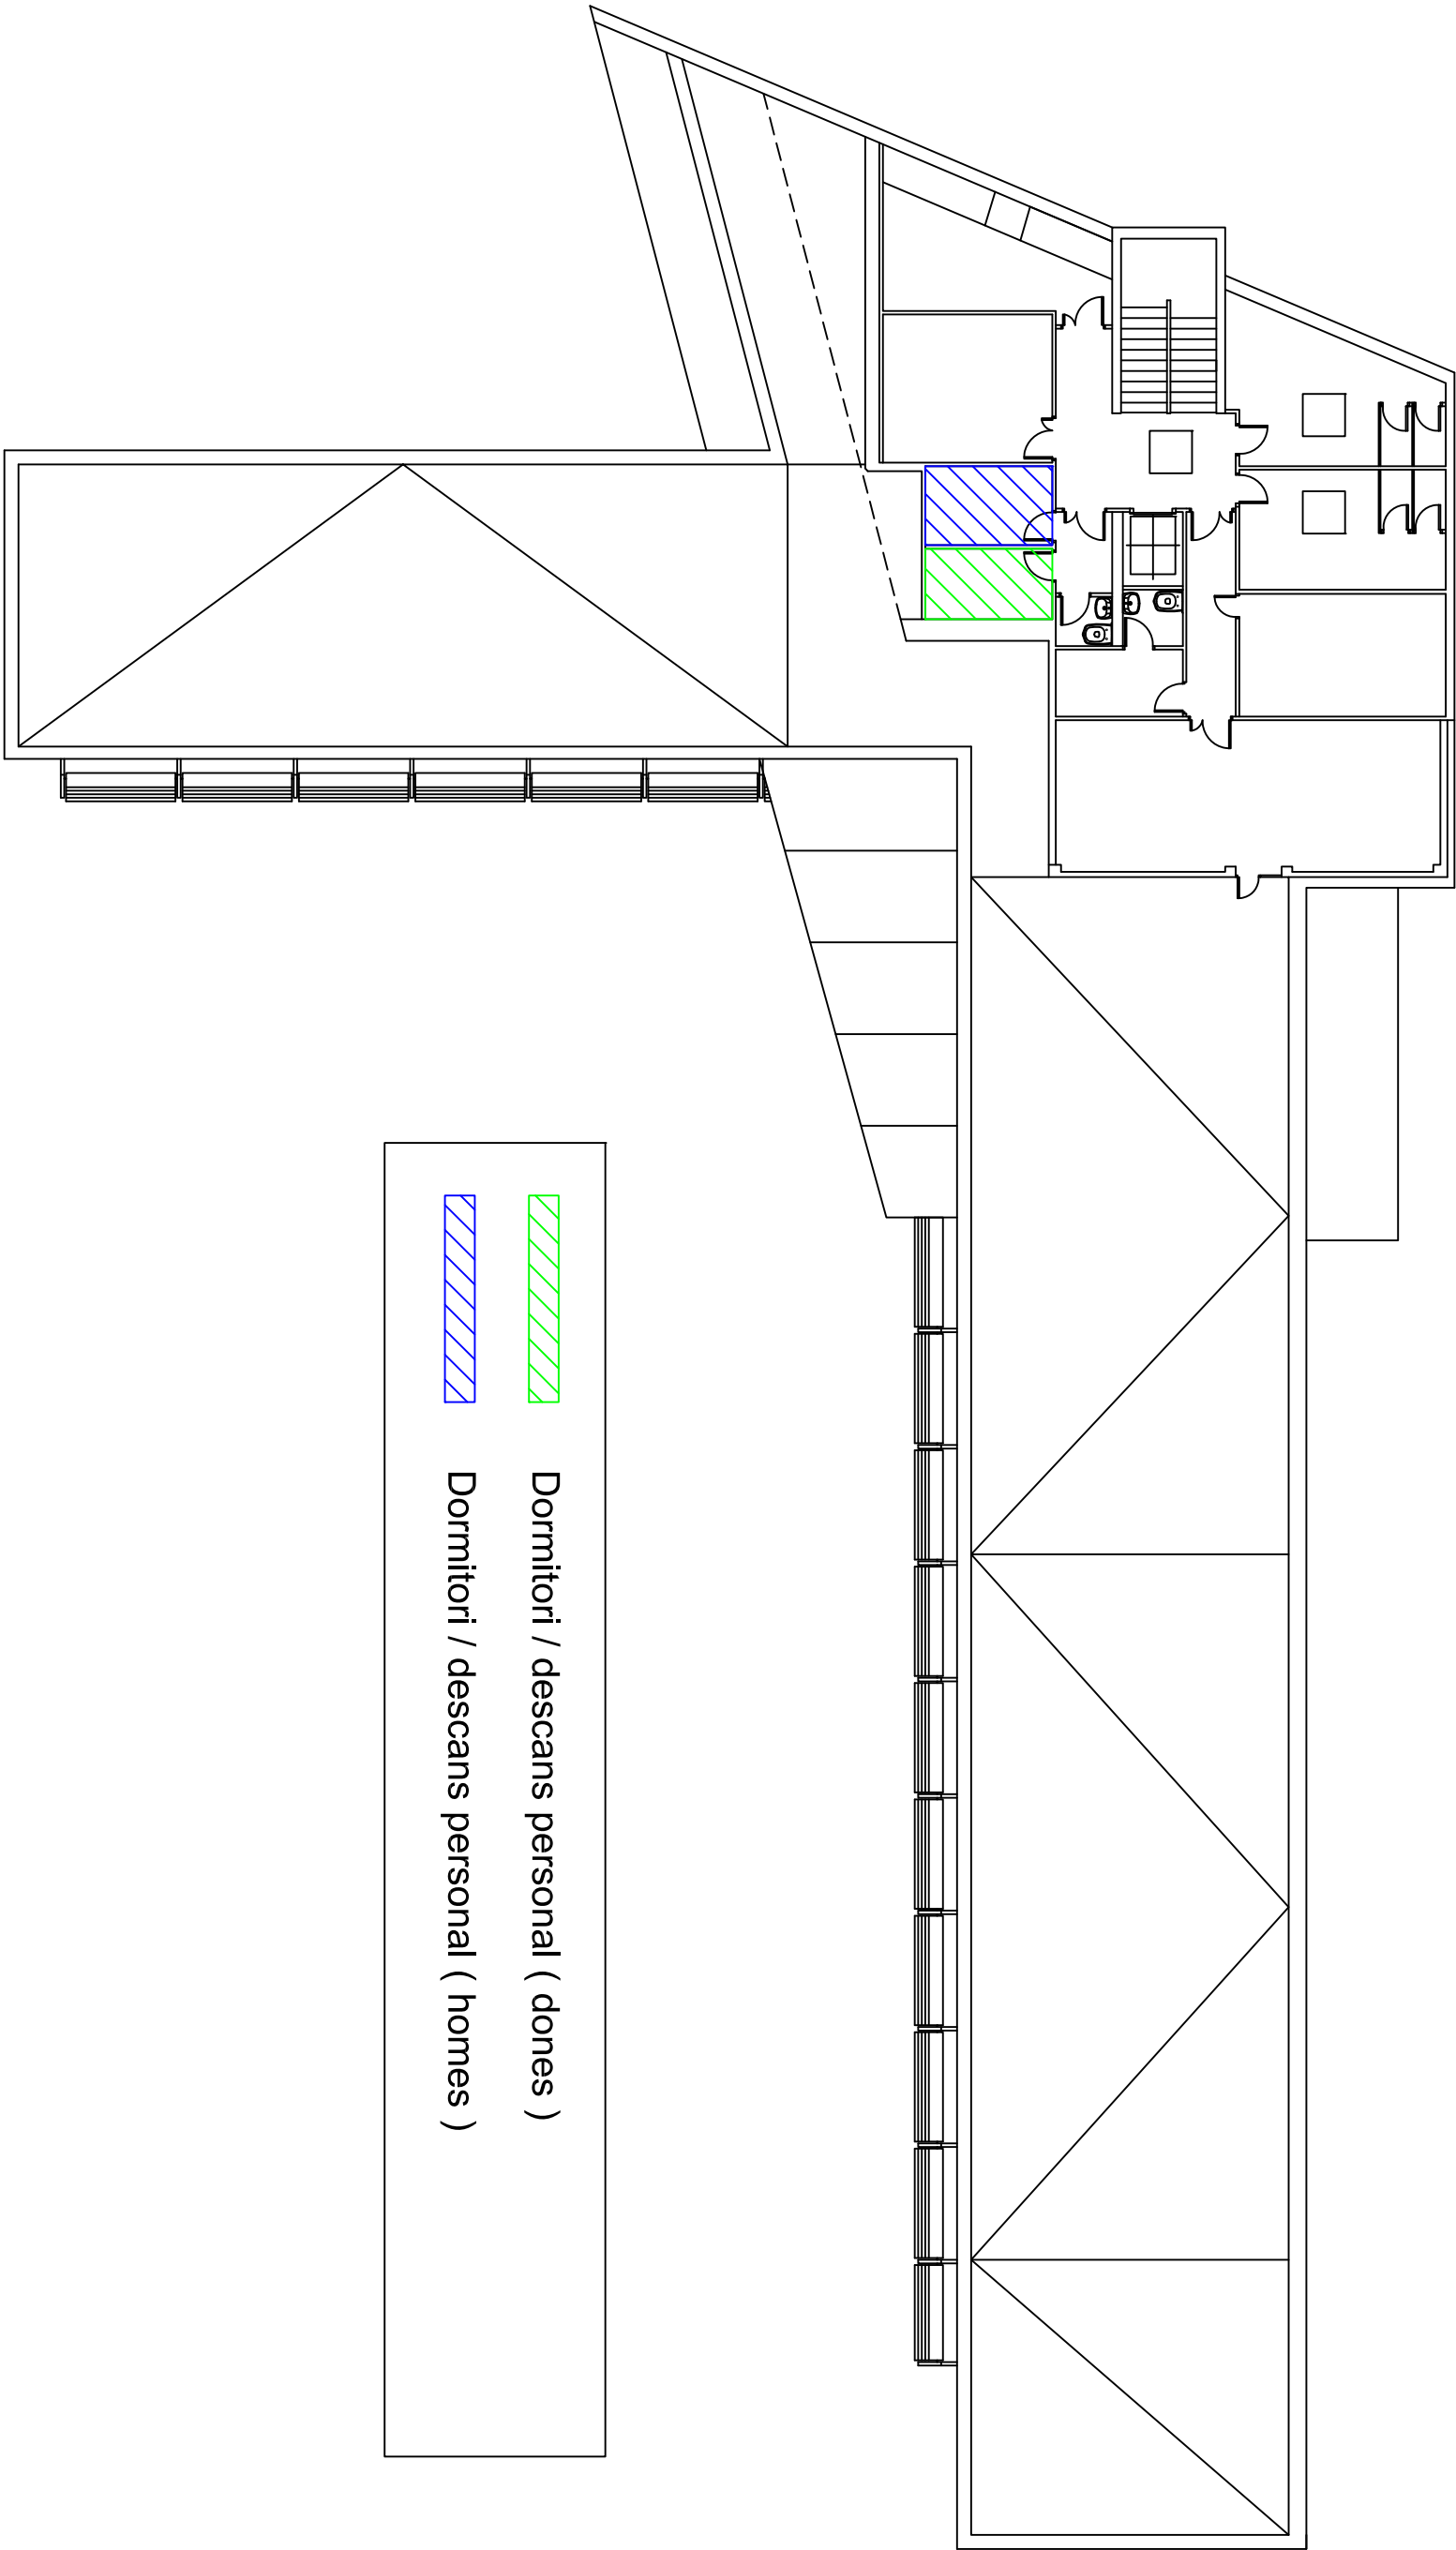 Dormitori / descans personal ( dones )
Dormitori / descans personal ( homes )